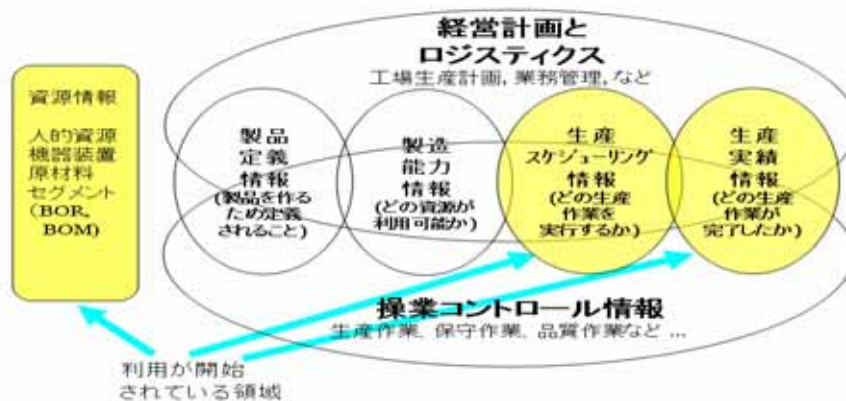 経営計画と
ロジスティクス
工場生産計画, 業務管理, など
資源情報
人的資源
機器装置
原材料
セグメント
(BOR,
BOM)
製品
定義
情報
(製品を作る
ため定義
されること)
製造
能力
情報
(どの資源が
利用可能か)
生産
スケジューリング
情報
(どの生産
作業を
実行するか)
生産
実績
情報
(どの生産
作業が
完了したか)
操業コントロール情報
生産作業、保守作業、品質作業など ...
利用が開始
されている領域